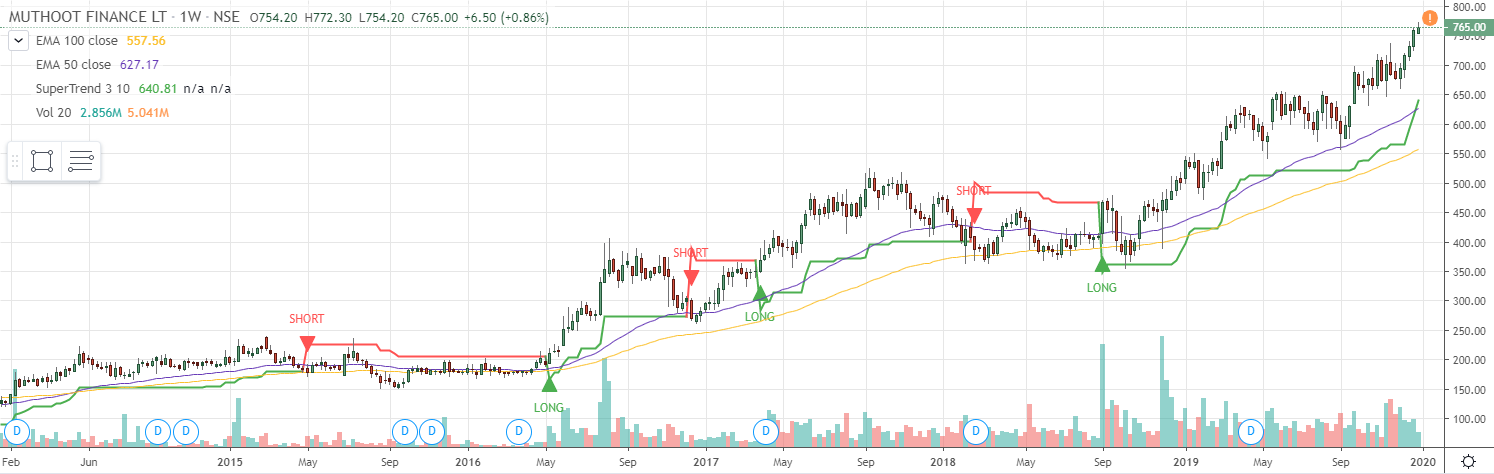 MUTHOOT FINANCE LT · 1W · NSE O754.20 H772.30 L754.20 C765.00 +6.50 (+0.86%)
EMA 100 close 557.56
EMA 50 close 627.17
SuperTrend 3 10 640.81 n/a n/a
Vol 20 2.856M 5.041M
!
800.00
765.00
750.00
700.00
650.00
600.00
550.00
500.00
450.00
400.00
350.00
300.00
250.00
200.00
150.00
100.00
SHORT
LONG
SHORT
LONG
SHORT
LONG
D D D D D D D D D
Feb Jun 2015 May Sep 2016 May Sep 2017 May Sep 2018 May Sep 2019 May Sep 2020